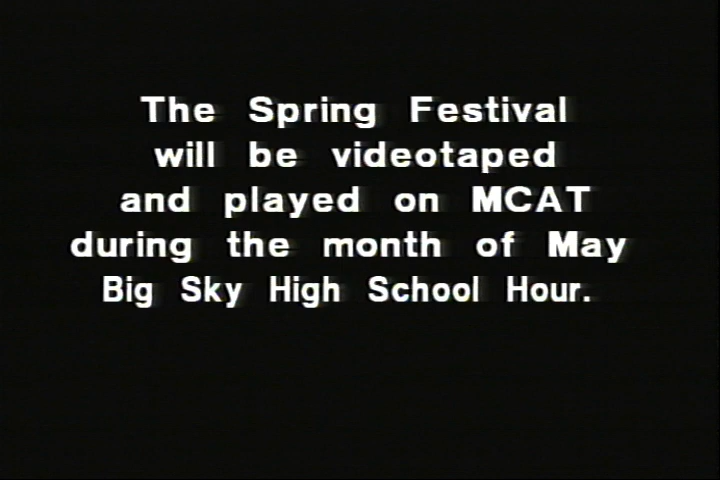 The Spring Festival
will be videotaped
and played on MCAT
during the month of May
Big Sky High School Hour.